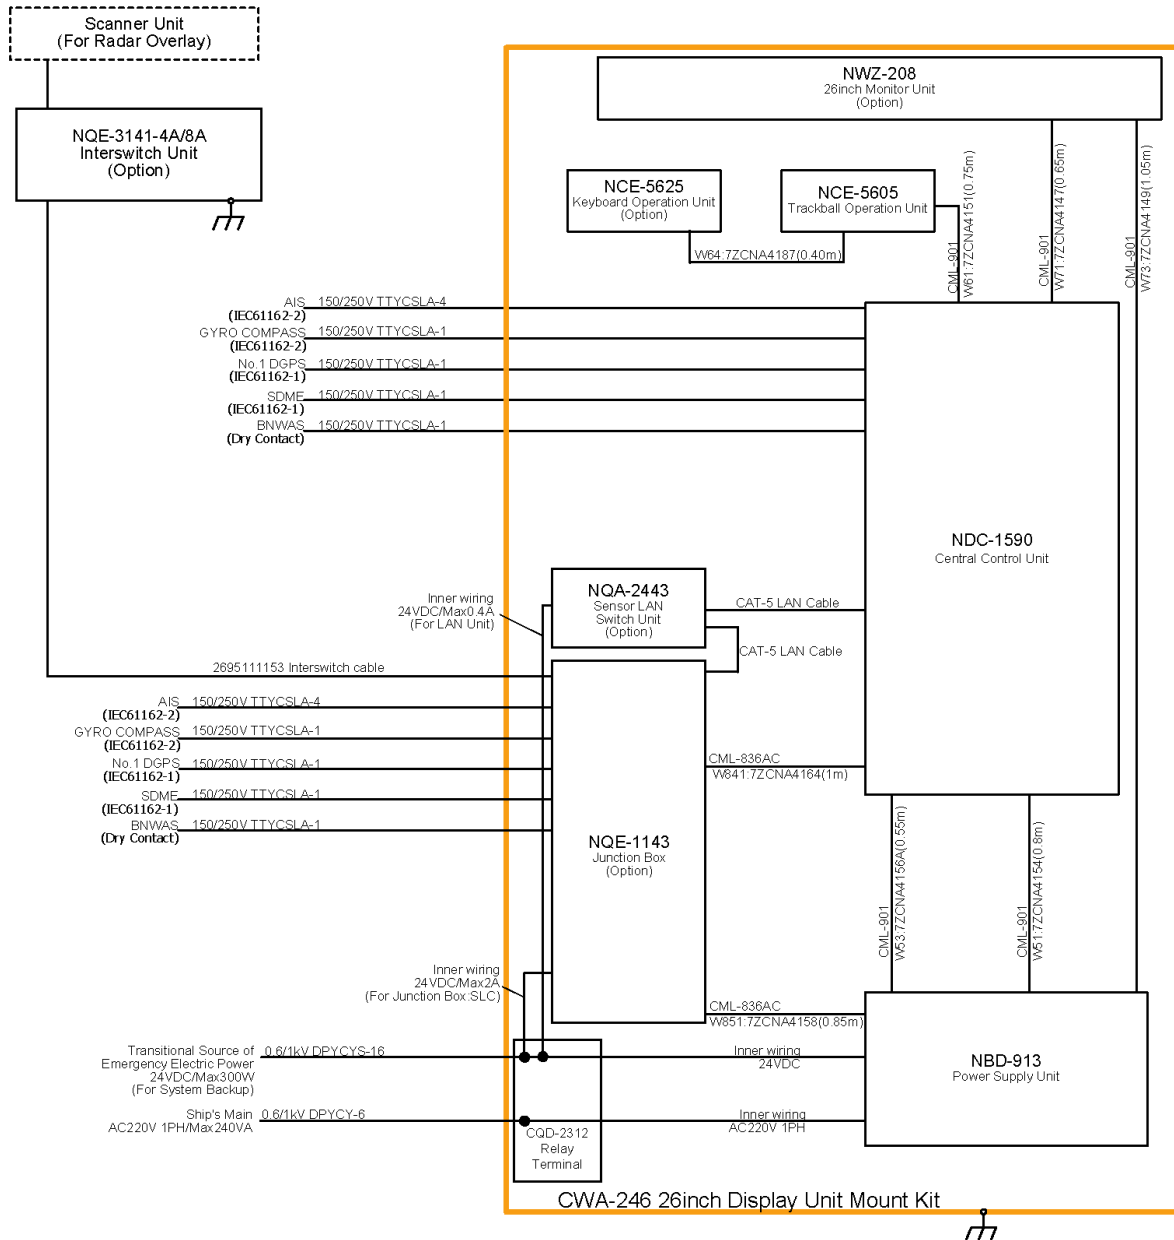 Scanner Unit
(For Radar Overlay)
NQE-3141-4A/8A
Interswitch Unit
(Option)
NWZ-208
26inch Monitor Unit
(Option)
NCE-5625
Keyboard Operation Unit
(Option)
NCE-5605
Trackball Operation Unit
W64:7ZCNA4187(0.40m)
CML-901
W61:7ZCNA4151(0.75m)
CML-901
W71:7ZCNA4147(0.65m)
CML-901
W73:7ZCNA4149(1.05m)
AIS 150/250V TTYCSLA-4
(IEC61162-2)
GYRO COMPASS 150/250V TTYCSLA-1
(IEC61162-2)
No.1 DGPS 150/250V TTYCSLA-1
(IEC61162-1)
SDME 150/250V TTYCSLA-1
(IEC61162-1)
BNWAS 150/250V TTYCSLA-1
(Dry Contact)
NDC-1590
Central Control Unit
NQA-2443
Sensor LAN
Switch Unit
(Option)
Inner wiring
24VDC/Max0.4A
(For LAN Unit)
CAT-5 LAN Cable
CAT-5 LAN Cable
2695111153 Interswitch cable
AIS 150/250V TTYCSLA-4
(IEC61162-2)
GYRO COMPASS 150/250V TTYCSLA-1
(IEC61162-2)
No.1 DGPS 150/250V TTYCSLA-1
(IEC61162-1)
SDME 150/250V TTYCSLA-1
(IEC61162-1)
BNWAS 150/250V TTYCSLA-1
(Dry Contact)
CML-836AC
W841:7ZCNA4164(1m)
NQE-1143
Junction Box
(Option)
CML-901
W53:7ZCNA4156A(0.55m)
CML-901
W51:7ZCNA4154(0.8m)
Inner wiring
24VDC/Max2A
(For Junction Box:SLC)
CML-836AC
W851:7ZCNA4158(0.85m)
Transitional Source of
Emergency Electric Power
24VDC/Max300W
(For System Backup)
0.6/1kV DPYCYS-16
Inner wiring
24VDC
NBD-913
Power Supply Unit
Ship's Main
AC220V 1PH/Max240VA
0.6/1kV DPYCY-6
Inner wiring
AC220V 1PH
CQD-2312
Relay
Terminal
CWA-246 26inch Display Unit Mount Kit